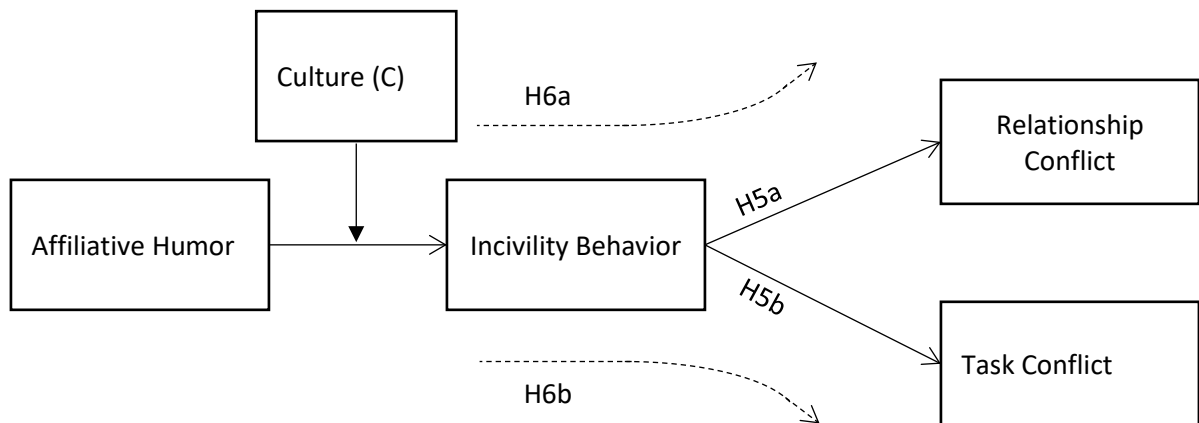 Culture (C)
H6a
Relationship
Conflict
Affiliative Humor
Incivility Behavior
H5a
H5b
Task Conflict
H6b